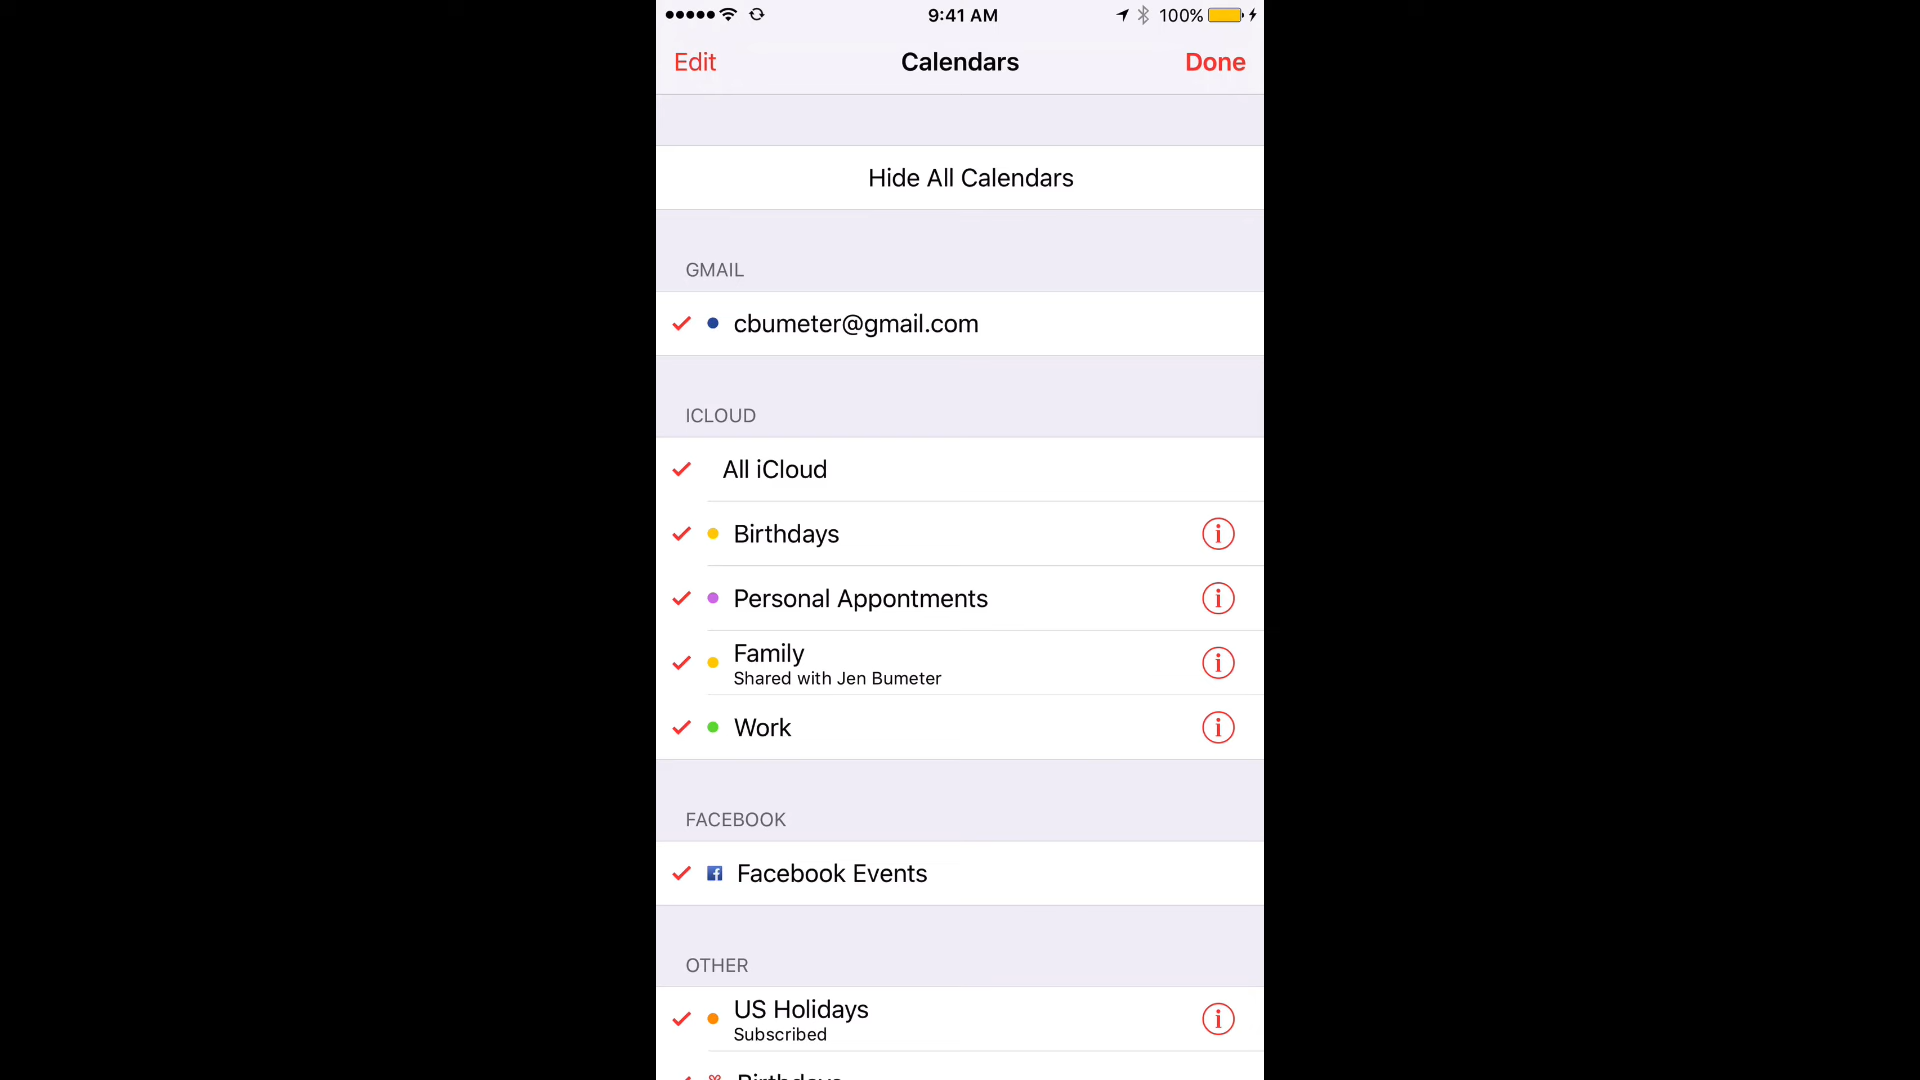 9:41 AM
100%
Edit
Calendars
Done
Hide All Calendars
GMAIL
cbumeter@gmail.com
ICLOUD
All iCloud
Birthdays
Personal Appontments
Family
Shared with Jen Bumeter
Work
FACEBOOK
Facebook Events
OTHER
US Holidays
Subscribed
Birthdays